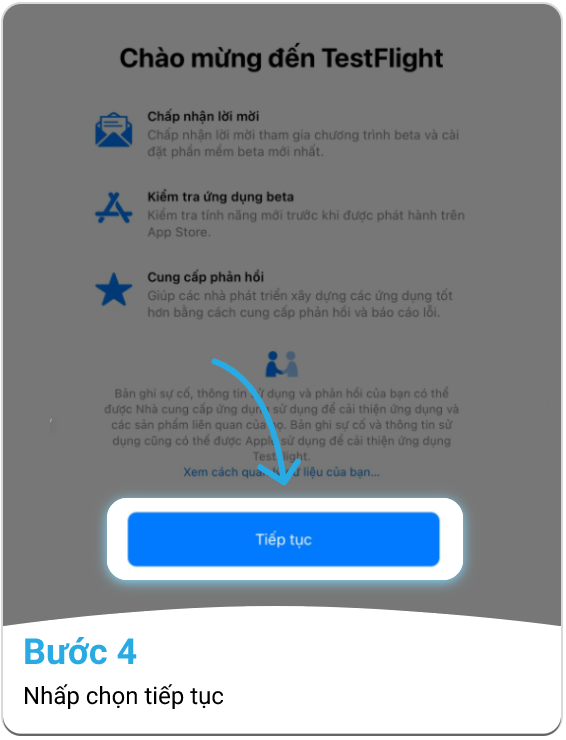 Chào mừng đến TestFlight
Chấp nhận lời mời
Chấp nhận lời mời tham gia chương trình beta và cài
đặt phần mềm beta mới nhất.
Kiểm tra ứng dụng beta
Kiểm tra tính năng mới trước khi được phát hành trên
App Store.
Cung cấp phản hồi
Giúp các nhà phát triển xây dựng các ứng dụng tốt
hơn bằng cách cung cấp phản hồi và báo cáo lỗi.
Bản ghi sự cố, thông tin sử dụng và phản hồi của bạn có thể
được Nhà cung cấp ứng dụng sử dụng để cải thiện ứng dụng và
các sản phẩm liên quan của họ. Bản ghi sự cố và thông tin sử
dụng cũng có thể được Apple sử dụng để cải thiện ứng dụng
TestFlight.
Xem cách quản lý dữ liệu của bạn...
Tiếp tục
Bước 4
Nhấp chọn tiếp tục